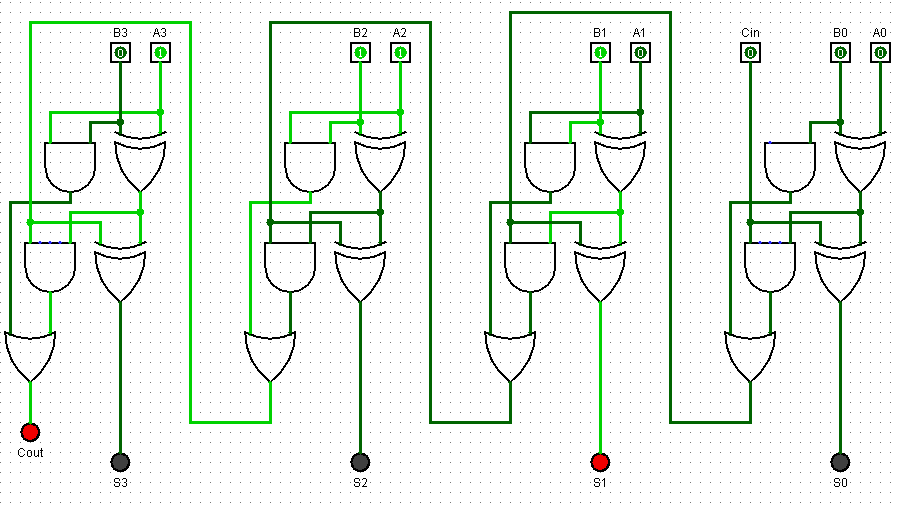 B3 A3 B2 A2 B1 A1 Cin B0 A0
0 1 1 1 1 0 0 0 0
Cout
S3 S2 S1 S0